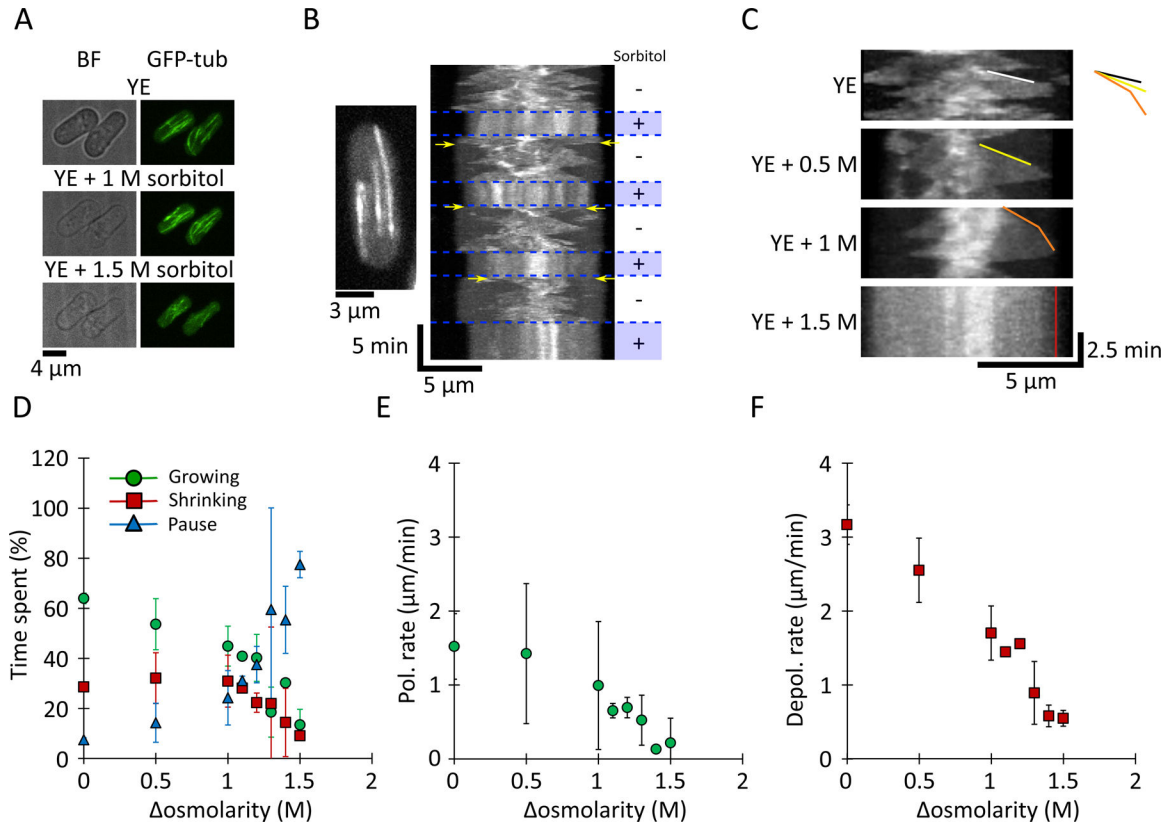 A
BF GFP-tub
YE
YE + 1 M sorbitol
YE + 1.5 M sorbitol
4 µm
B
Sorbitol
-
+
-
+
-
+
-
+
3 µm
5 min
5 µm
C
YE
YE + 0.5 M
YE + 1 M
YE + 1.5 M
2.5 min
5 µm
D
120
100
80
60
40
20
0
Time spent (%)
Growing
Shrinking
Pause
0 0.5 1 1.5 2
Δosmolarity (M)
E
4
3
2
1
0
Pol. rate (µm/min)
0 0.5 1 1.5 2
Δosmolarity (M)
F
4
3
2
1
0
Depol. rate (µm/min)
0 0.5 1 1.5 2
Δosmolarity (M)